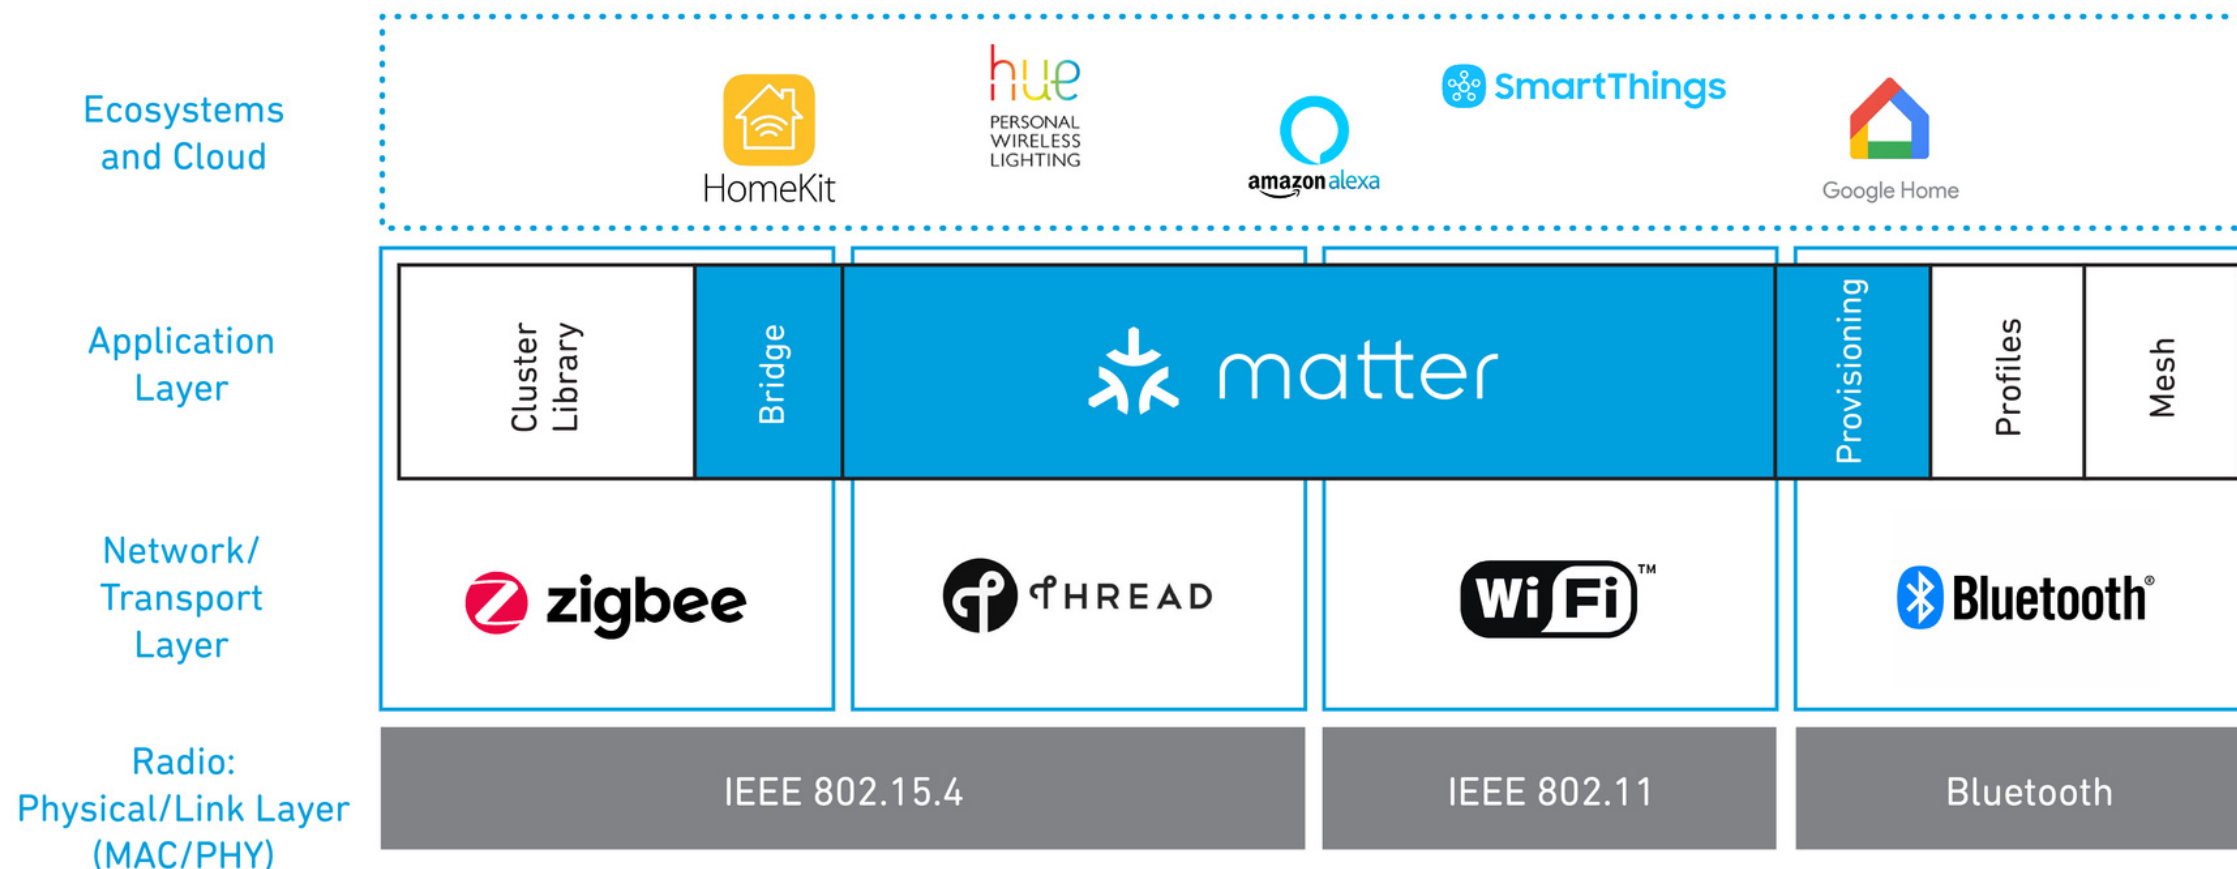 Ecosystems
and Cloud
HomeKit
hue
PERSONAL
WIRELESS
LIGHTING
amazon alexa
SmartThings
Google Home
Application
Layer
Cluster
Library
Bridge
matter
Provisioning
Profiles
Mesh
Network/
Transport
Layer
zigbee
THREAD
WiFi™
Bluetooth®
Radio:
Physical/Link Layer
(MAC/PHY)
IEEE 802.15.4
IEEE 802.11
Bluetooth